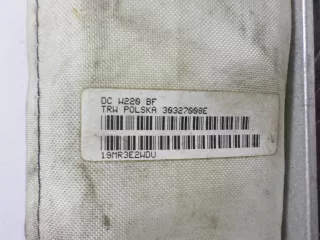 DC W220 BF
TRW POLSKA 30327008E
19MR3E2WDU